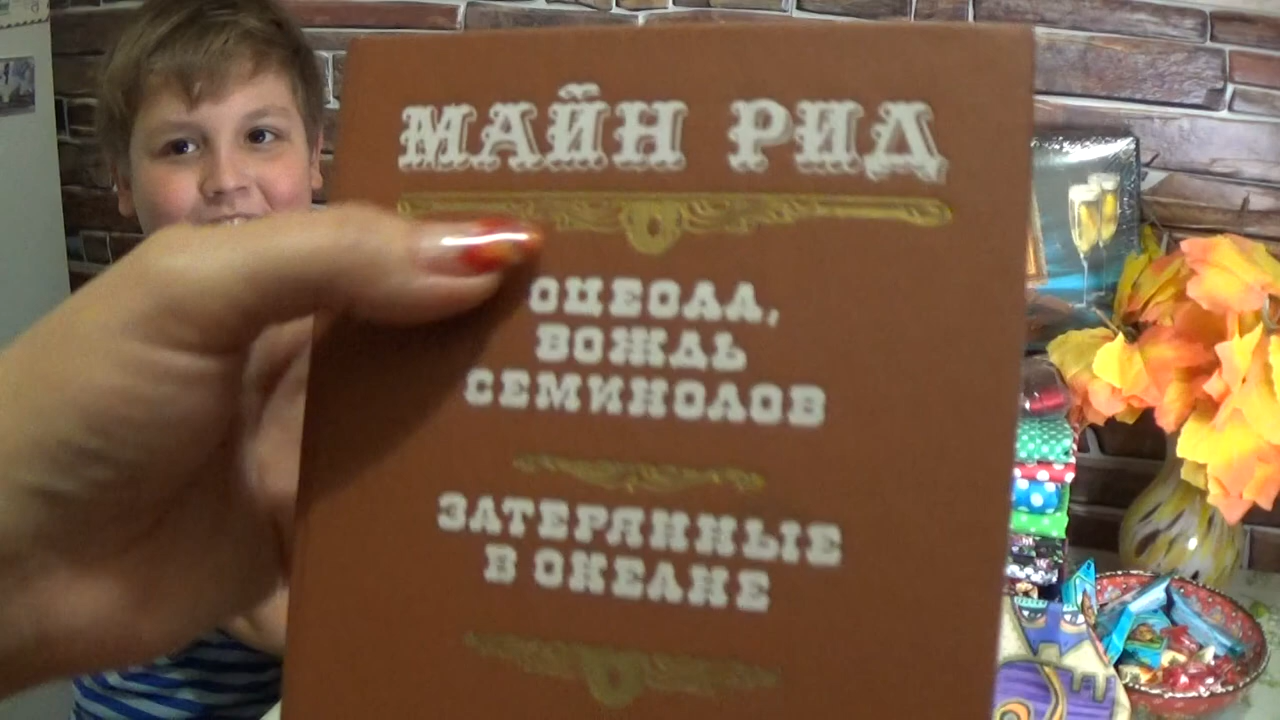 МАЙН РИД
ОЦЕОЛА,
ВОЖДЬ
СЕМИНОЛОВ
ЗАТЕРЯННЫЕ
В ОКЕАНЕ